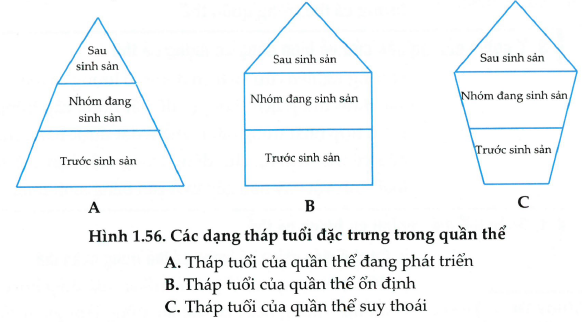 Sau
sinh sản
Nhóm đang
sinh sản
Trước sinh sản
A
Sau sinh sản
Nhóm đang sinh sản
Trước sinh sản
B
Sau sinh sản
Nhóm đang sinh sản
Trước sinh sản
C
Hình 1.56. Các dạng tháp tuổi đặc trưng trong quần thể
A. Tháp tuổi của quần thể đang phát triển
B. Tháp tuổi của quần thể ổn định
C. Tháp tuổi của quần thể suy thoái